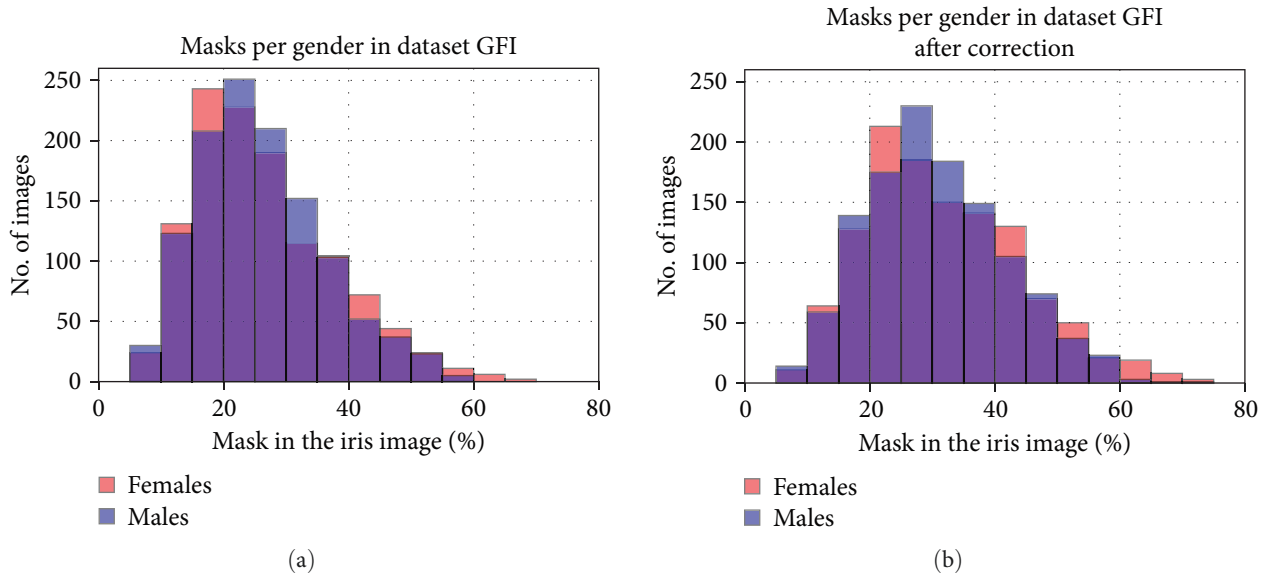 Masks per gender in dataset GFI
250
200
150
100
50
0
No. of images
0 20 40 60 80
Mask in the iris image (%)
Females
Males
(a)
Masks per gender in dataset GFI
after correction
250
200
150
100
50
0
No. of images
0 20 40 60 80
Mask in the iris image (%)
Females
Males
(b)